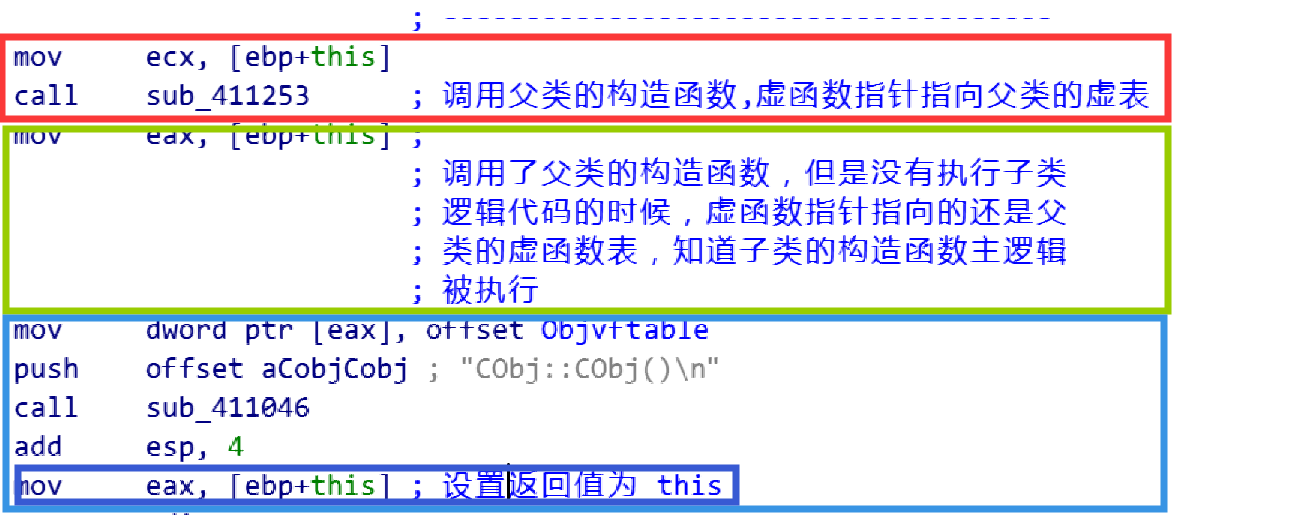 ; --------------------------------------
mov ecx, [ebp+this]
call sub_411253 ; 调用父类的构造函数,虚函数指针指向父类的虚表
mov eax, [ebp+this] ;
; 调用了父类的构造函数，但是没有执行子类
; 逻辑代码的时候，虚函数指针指向的还是父
; 类的虚函数表，知道子类的构造函数主逻辑
; 被执行
mov dword ptr [eax], offset Objvftable
push offset aCobjCobj ; "CObj::CObj()\n"
call sub_411046
add esp, 4
mov eax, [ebp+this] ; 设置返回值为 this